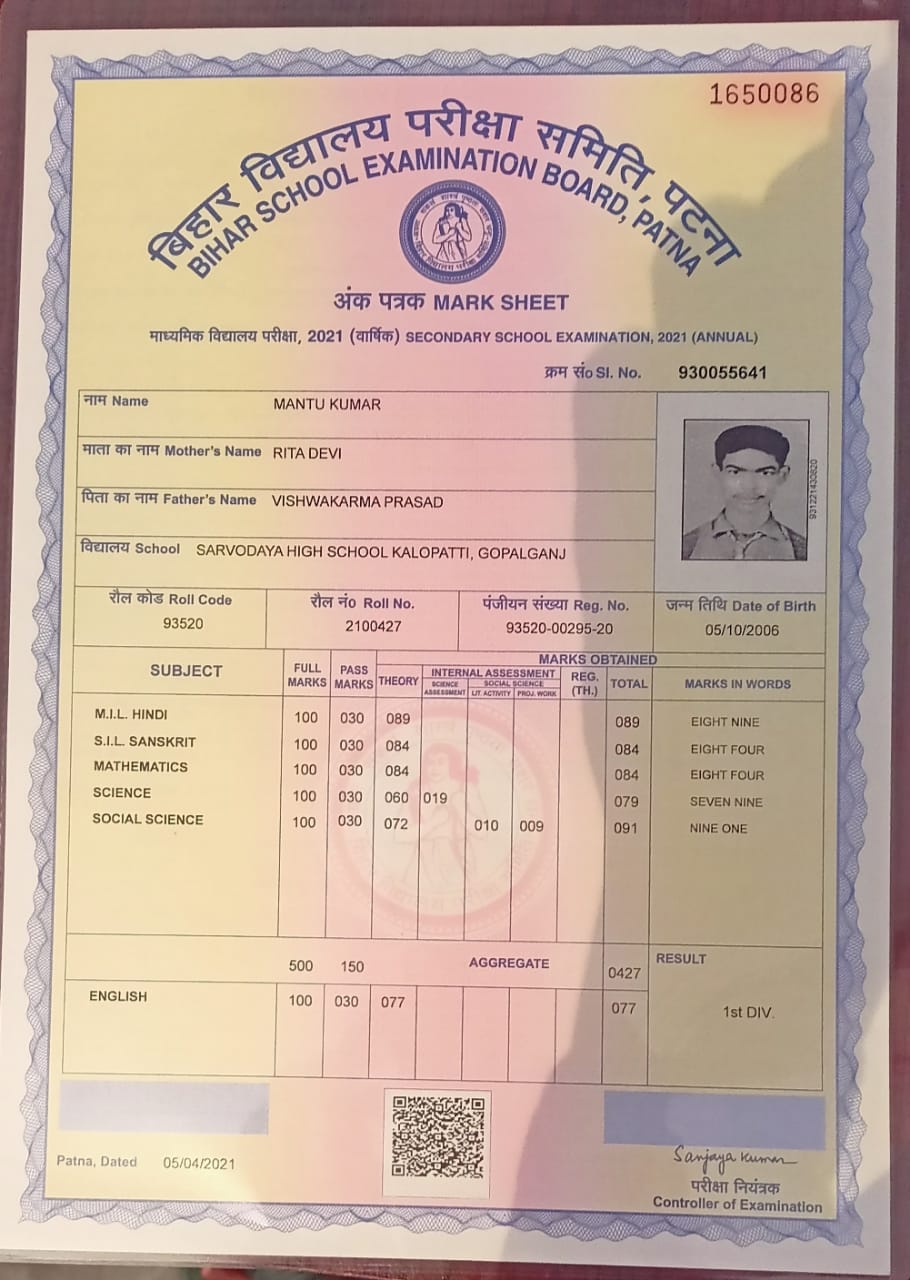 1650086
बिहार विद्यालय परीक्षा समिति, पटना
BIHAR SCHOOL EXAMINATION BOARD, PATNA
अंक पत्रक MARK SHEET
माध्यमिक विद्यालय परीक्षा, 2021 (वार्षिक) SECONDARY SCHOOL EXAMINATION, 2021 (ANNUAL)
क्रम सं० Sl. No. 930055641
नाम Name MANTU KUMAR
माता का नाम Mother's Name RITA DEVI
पिता का नाम Father's Name VISHWAKARMA PRASAD
931221430820
विद्यालय School SARVODAYA HIGH SCHOOL KALOPATTI, GOPALGANJ
रौल कोड Roll Code रौल नं० Roll No. पंजीयन संख्या Reg. No. जन्म तिथि Date of Birth
93520 2100427 93520-00295-20 05/10/2006
MARKS OBTAINED
SUBJECT FULL MARKS PASS MARKS THEORY INTERNAL ASSESSMENT REG. (TH.) TOTAL MARKS IN WORDS
SCIENCE ASSESSMENT SOCIAL SCIENCE
LIT. ACTIVITY PROJ. WORK
M.I.L. HINDI 100 030 089 089 EIGHT NINE
S.I.L. SANSKRIT 100 030 084 084 EIGHT FOUR
MATHEMATICS 100 030 084 084 EIGHT FOUR
SCIENCE 100 030 060 019 079 SEVEN NINE
SOCIAL SCIENCE 100 030 072 010 009 091 NINE ONE
500 150 AGGREGATE 0427 RESULT
ENGLISH 100 030 077 077 1st DIV.
Patna, Dated 05/04/2021
Sanjaya Kumar
परीक्षा नियंत्रक
Controller of Examination